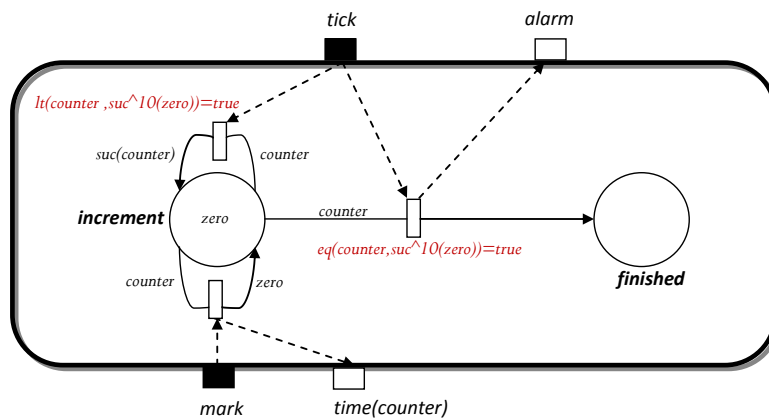 tick
alarm
lt(counter ,suc^10(zero))=true
suc(counter)
counter
increment
zero
counter
eq(counter,suc^10(zero))=true
finished
counter
zero
mark
time(counter)